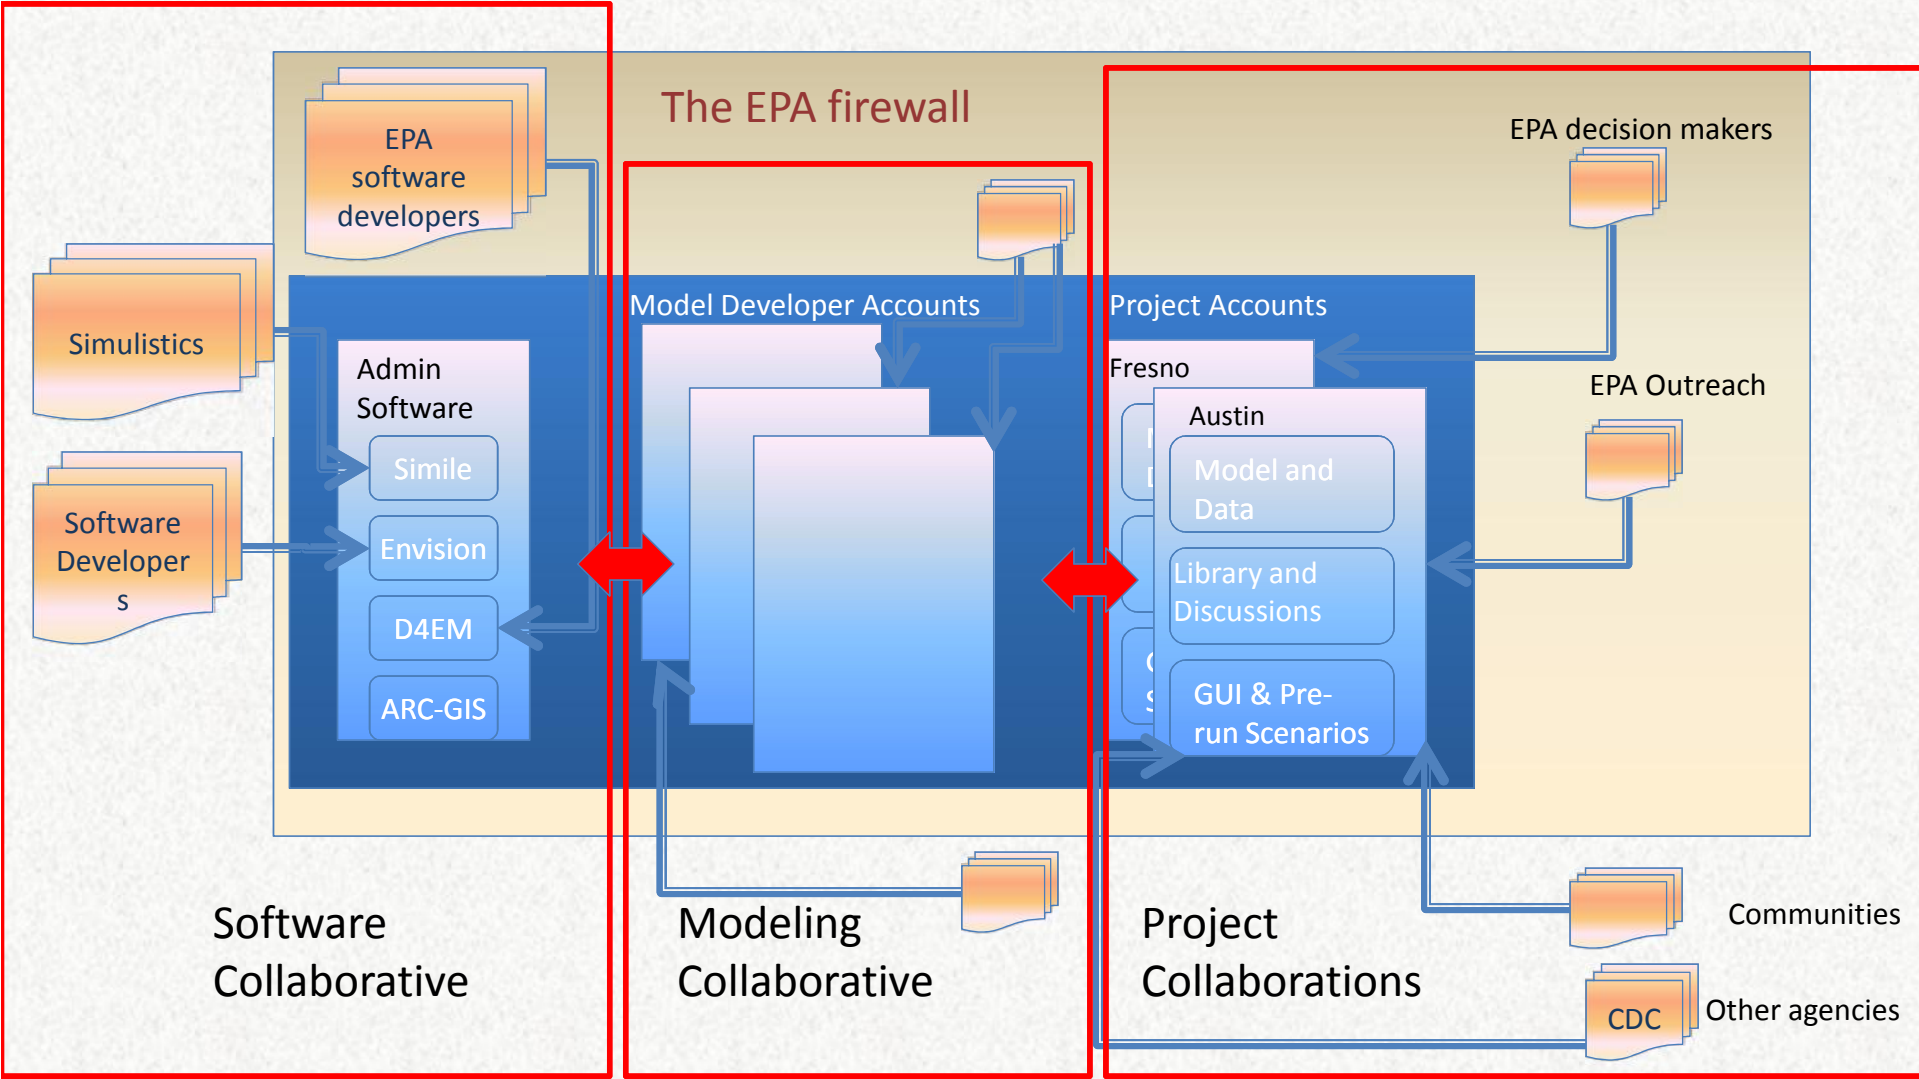 The EPA firewall
EPA
software
developers
EPA decision makers
Simulistics
Model Developer Accounts
Project Accounts
Admin
Software
Fresno
Austin
EPA Outreach
Simile
Model and
Data
Software
Developer
s
Envision
Library and
Discussions
D4EM
ARC-GIS
GUI & Pre-
run Scenarios
Software
Collaborative
Modeling
Collaborative
Project
Collaborations
Communities
CDC
Other agencies